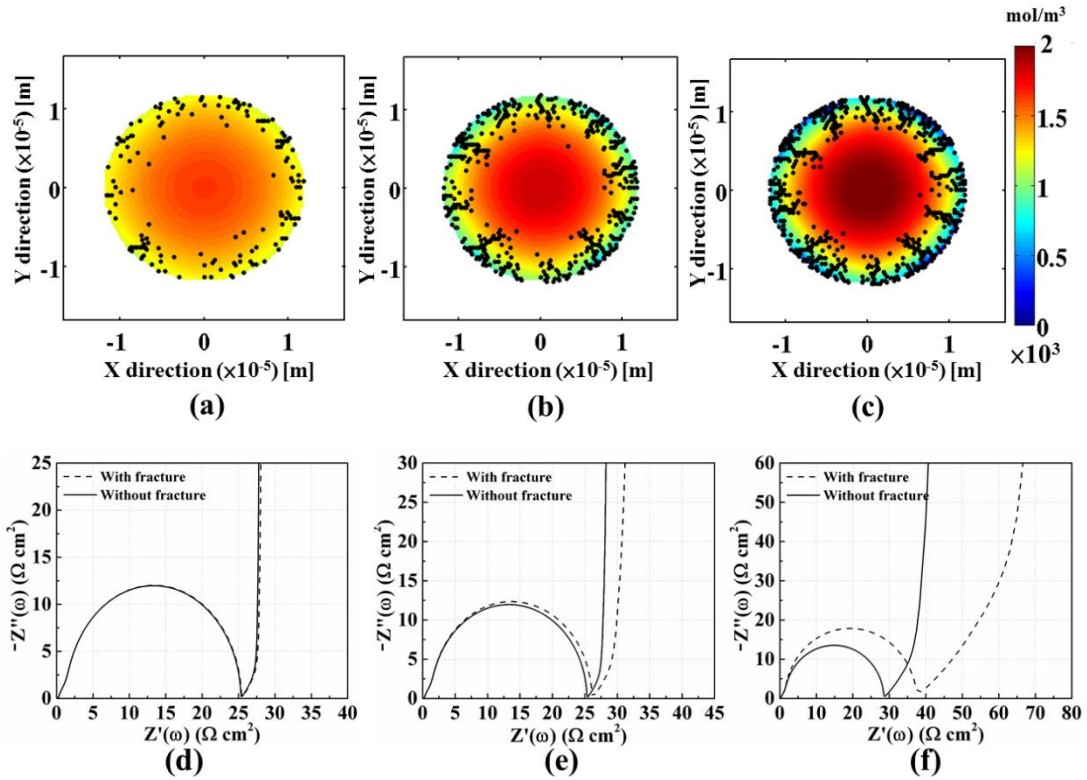 mol/m³
2
1.5
1
0.5
0
×10³
Y direction (×10⁻⁵) [m]
1
0
-1
-1 0 1
X direction (×10⁻⁵) [m]
(a)
Y direction (×10⁻⁵) [m]
1
0
-1
-1 0 1
X direction (×10⁻⁵) [m]
(b)
Y direction (×10⁻⁵) [m]
1
0
-1
-1 0 1
X direction (×10⁻⁵) [m]
(c)
-Z''(ω) (Ω cm²)
25
20
15
10
5
0
With fracture
Without fracture
0 5 10 15 20 25 30 35 40
Z'(ω) (Ω cm²)
(d)
-Z''(ω) (Ω cm²)
30
25
20
15
10
5
0
With fracture
Without fracture
0 5 10 15 20 25 30 35 40 45
Z'(ω) (Ω cm²)
(e)
-Z''(ω) (Ω cm²)
60
50
40
30
20
10
0
With fracture
Without fracture
0 10 20 30 40 50 60 70 80
Z'(ω) (Ω cm²)
(f)